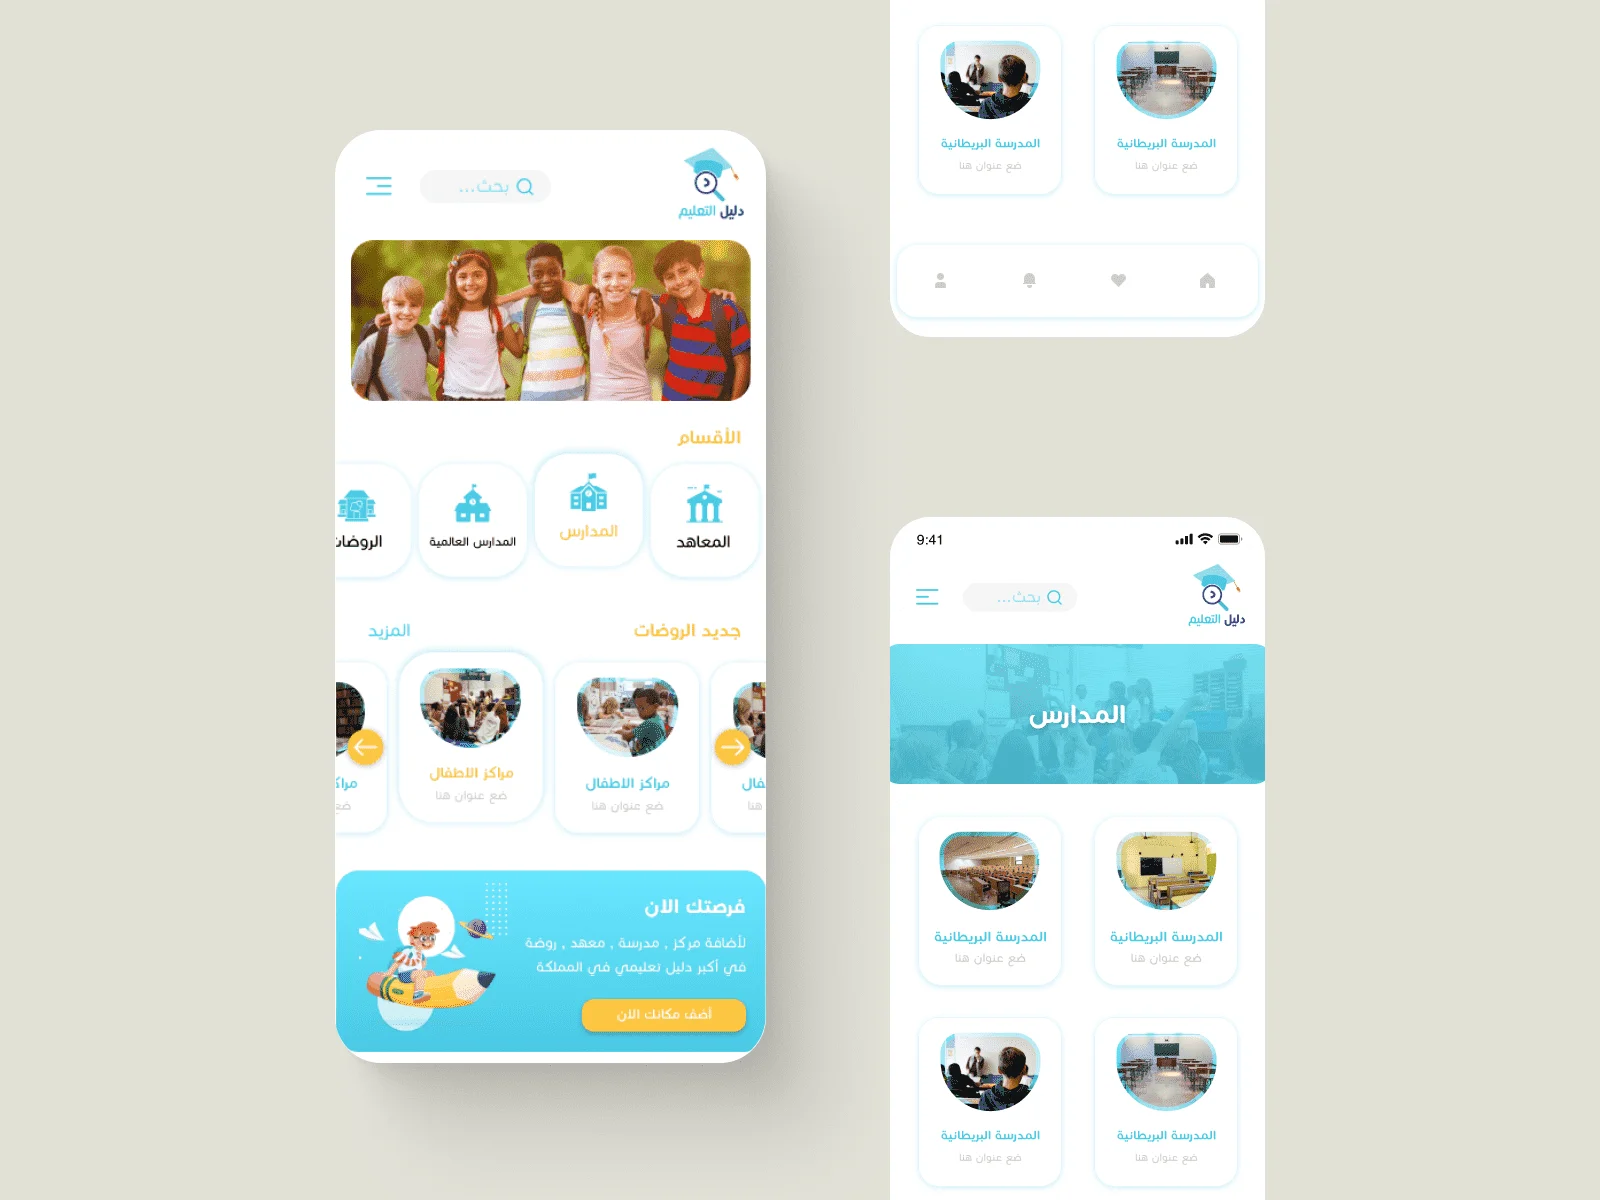 بحث...
دليل التعليم
الأقسام
المعاهد
المدارس
المدارس العالمية
الروضات
جديد الروضات
المزيد
مراكز الاطفال
ضع عنوان هنا
مراكز الاطفال
ضع عنوان هنا
فرصتك الان
لأضافة مركز , مدرسة , معهد , روضة
في أكبر دليل تعليمي في المملكة
أضف مكانك الان
المدرسة البريطانية
ضع عنوان هنا
المدرسة البريطانية
ضع عنوان هنا
9:41
بحث...
دليل التعليم
المدارس
المدرسة البريطانية
ضع عنوان هنا
المدرسة البريطانية
ضع عنوان هنا
المدرسة البريطانية
ضع عنوان هنا
المدرسة البريطانية
ضع عنوان هنا